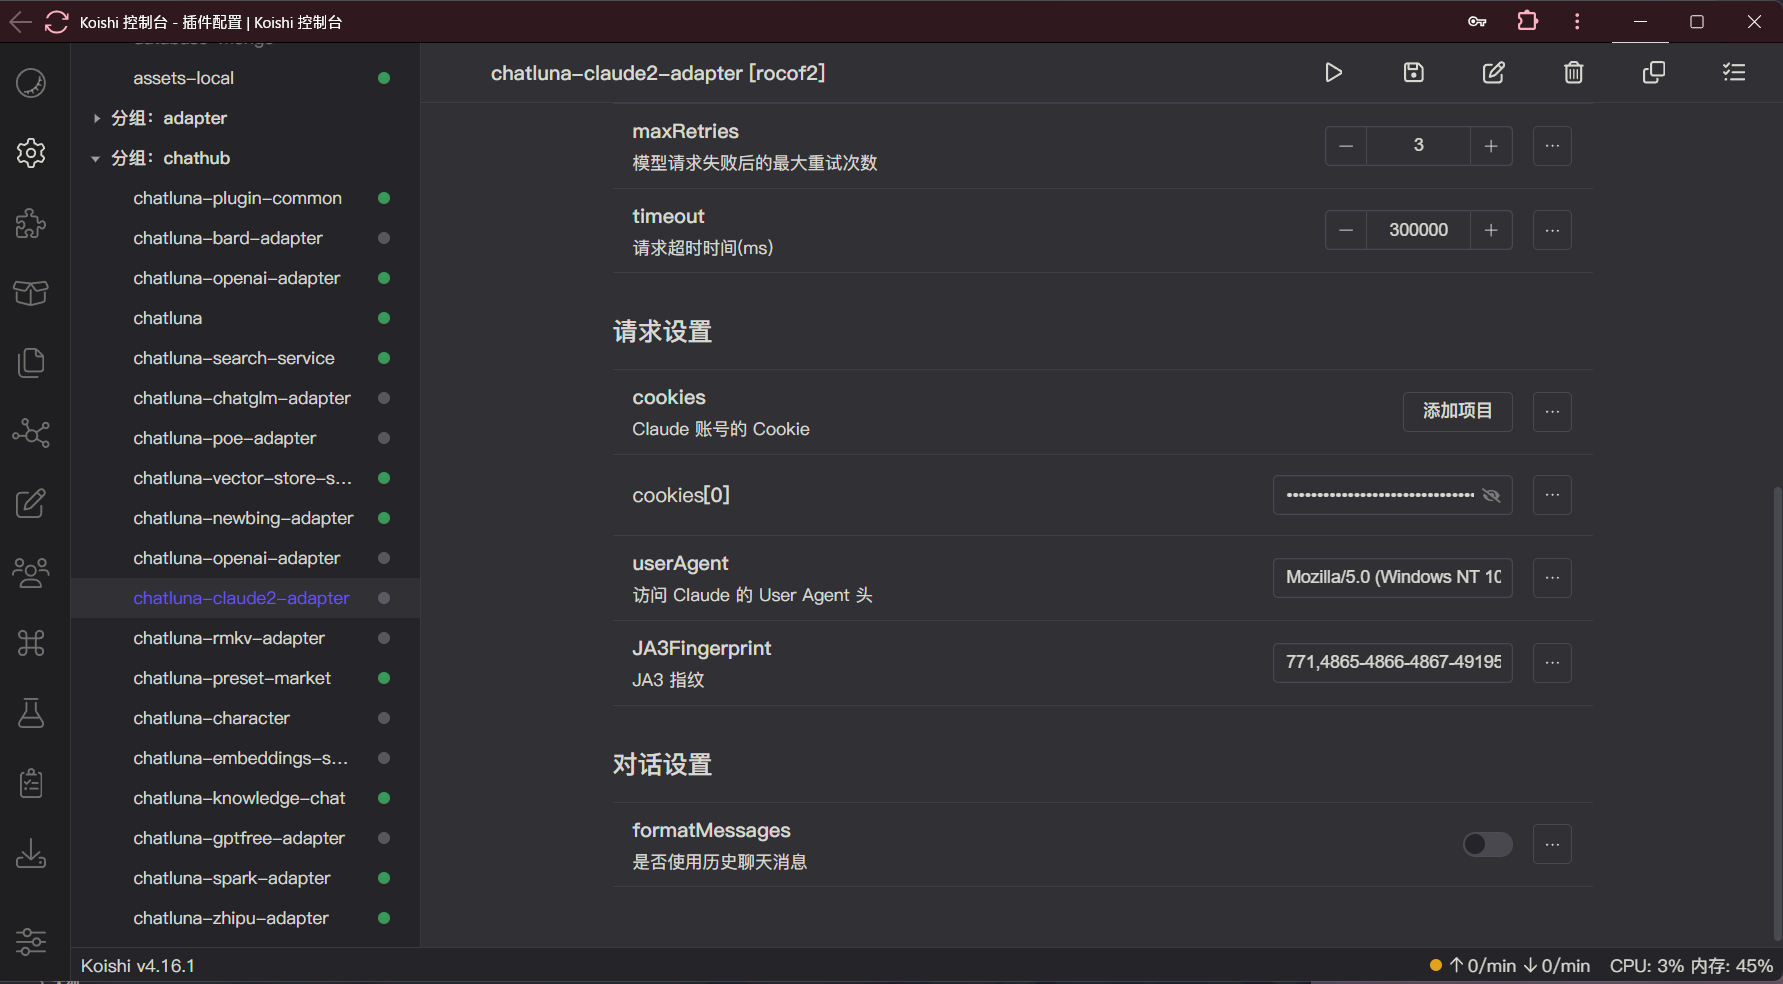 Koishi 控制台 - 插件配置 | Koishi 控制台
assets-local
分组：adapter
分组：chathub
chatluna-plugin-common
chatluna-bard-adapter
chatluna-openai-adapter
chatluna
chatluna-search-service
chatluna-chatglm-adapter
chatluna-poe-adapter
chatluna-vector-store-s...
chatluna-newbing-adapter
chatluna-openai-adapter
chatluna-claude2-adapter
chatluna-rmkv-adapter
chatluna-preset-market
chatluna-character
chatluna-embeddings-s...
chatluna-knowledge-chat
chatluna-gptfree-adapter
chatluna-spark-adapter
chatluna-zhipu-adapter
chatluna-claude2-adapter [rocof2]
maxRetries
模型请求失败后的最大重试次数
3
timeout
请求超时时间(ms)
300000
请求设置
cookies
Claude 账号的 Cookie
添加项目
cookies[0]
userAgent
访问 Claude 的 User Agent 头
Mozilla/5.0 (Windows NT 10
JA3Fingerprint
JA3 指纹
771,4865-4866-4867-49195
对话设置
formatMessages
是否使用历史聊天消息
Koishi v4.16.1
↑ 0/min ↓ 0/min CPU: 3% 内存: 45%